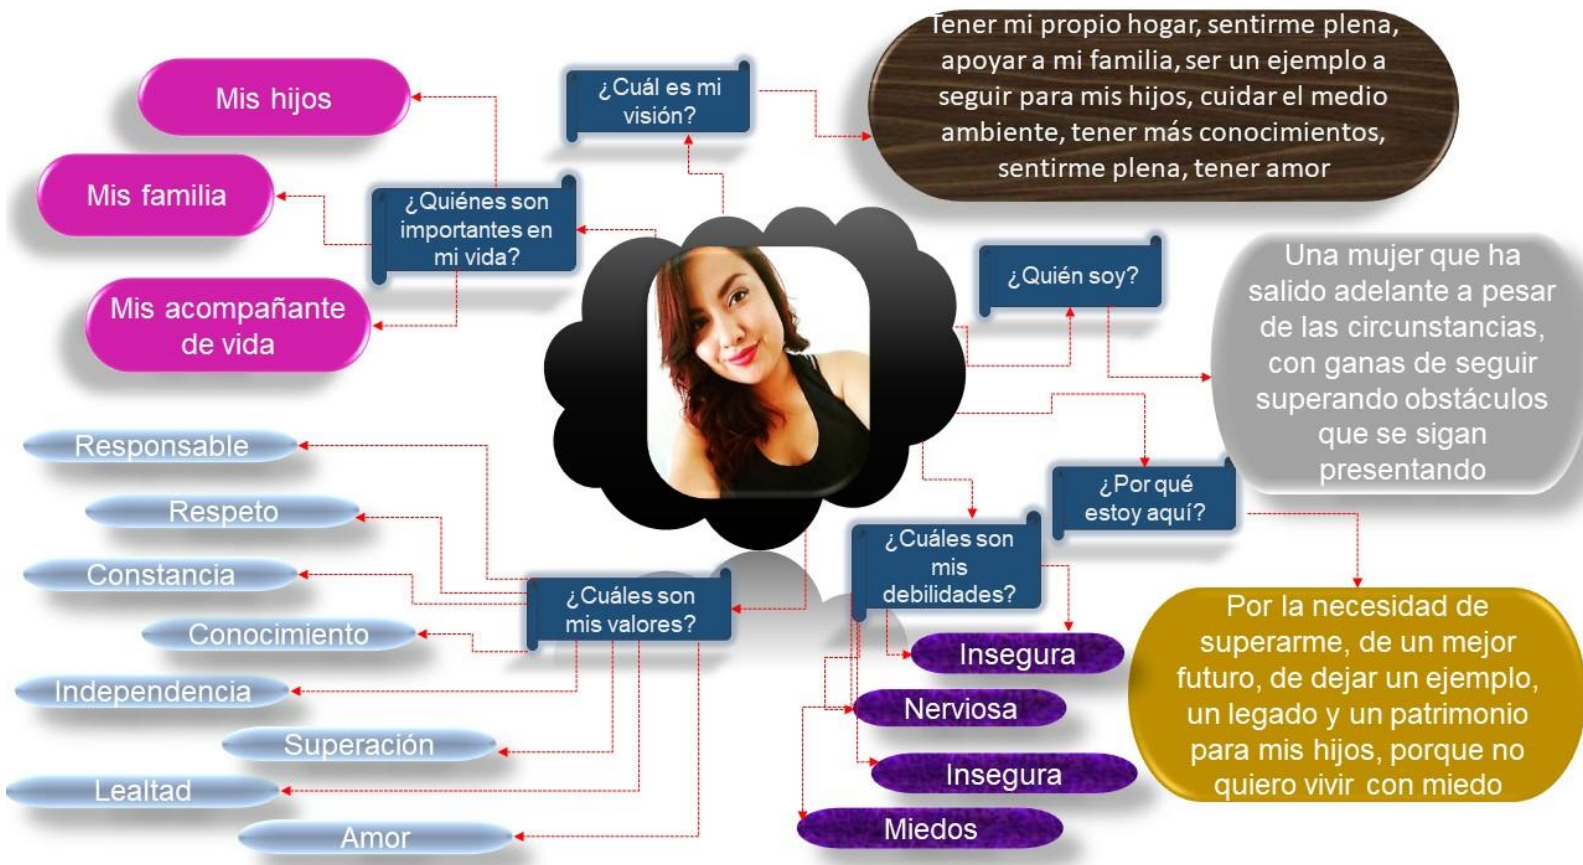 ¿Cuál es mi
visión?
Tener mi propio hogar, sentirme plena,
apoyar a mi familia, ser un ejemplo a
seguir para mis hijos, cuidar el medio
ambiente, tener más conocimientos,
sentirme plena, tener amor
¿Quiénes son
importantes en
mi vida?
Mis hijos
Mis familia
Mis acompañante
de vida
¿Quién soy?
Una mujer que ha
salido adelante a pesar
de las circunstancias,
con ganas de seguir
superando obstáculos
que se sigan
presentando
¿Por qué
estoy aquí?
Por la necesidad de
superarme, de un mejor
futuro, de dejar un ejemplo,
un legado y un patrimonio
para mis hijos, porque no
quiero vivir con miedo
¿Cuáles son
mis
debilidades?
Insegura
Nerviosa
Insegura
Miedos
¿Cuáles son
mis valores?
Responsable
Respeto
Constancia
Conocimiento
Independencia
Superación
Lealtad
Amor